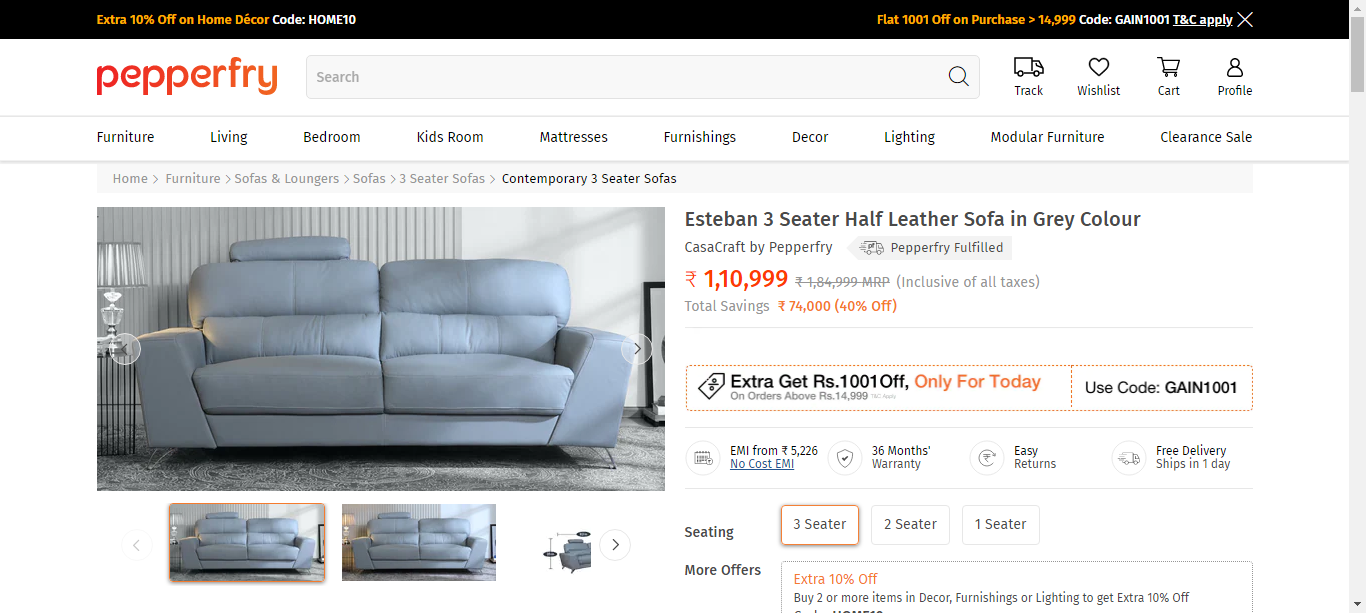 Extra 10% Off on Home Décor Code: HOME10
Flat 1001 Off on Purchase > 14,999 Code: GAIN1001 T&C apply
pepperfry
Search
Track
Wishlist
Cart
Profile
Furniture
Living
Bedroom
Kids Room
Mattresses
Furnishings
Decor
Lighting
Modular Furniture
Clearance Sale
Home > Furniture > Sofas & Loungers > Sofas > 3 Seater Sofas > Contemporary 3 Seater Sofas
Esteban 3 Seater Half Leather Sofa in Grey Colour
CasaCraft by Pepperfry
Pepperfry Fulfilled
₹ 1,10,999 ₹ 1,84,999 MRP (Inclusive of all taxes)
Total Savings ₹ 74,000 (40% Off)
Extra Get Rs.1001Off, Only For Today
On Orders Above Rs.14,999 T&C Apply
Use Code: GAIN1001
EMI from ₹ 5,226
No Cost EMI
36 Months'
Warranty
Easy
Returns
Free Delivery
Ships in 1 day
Seating
3 Seater
2 Seater
1 Seater
More Offers
Extra 10% Off
Buy 2 or more items in Decor, Furnishings or Lighting to get Extra 10% Off